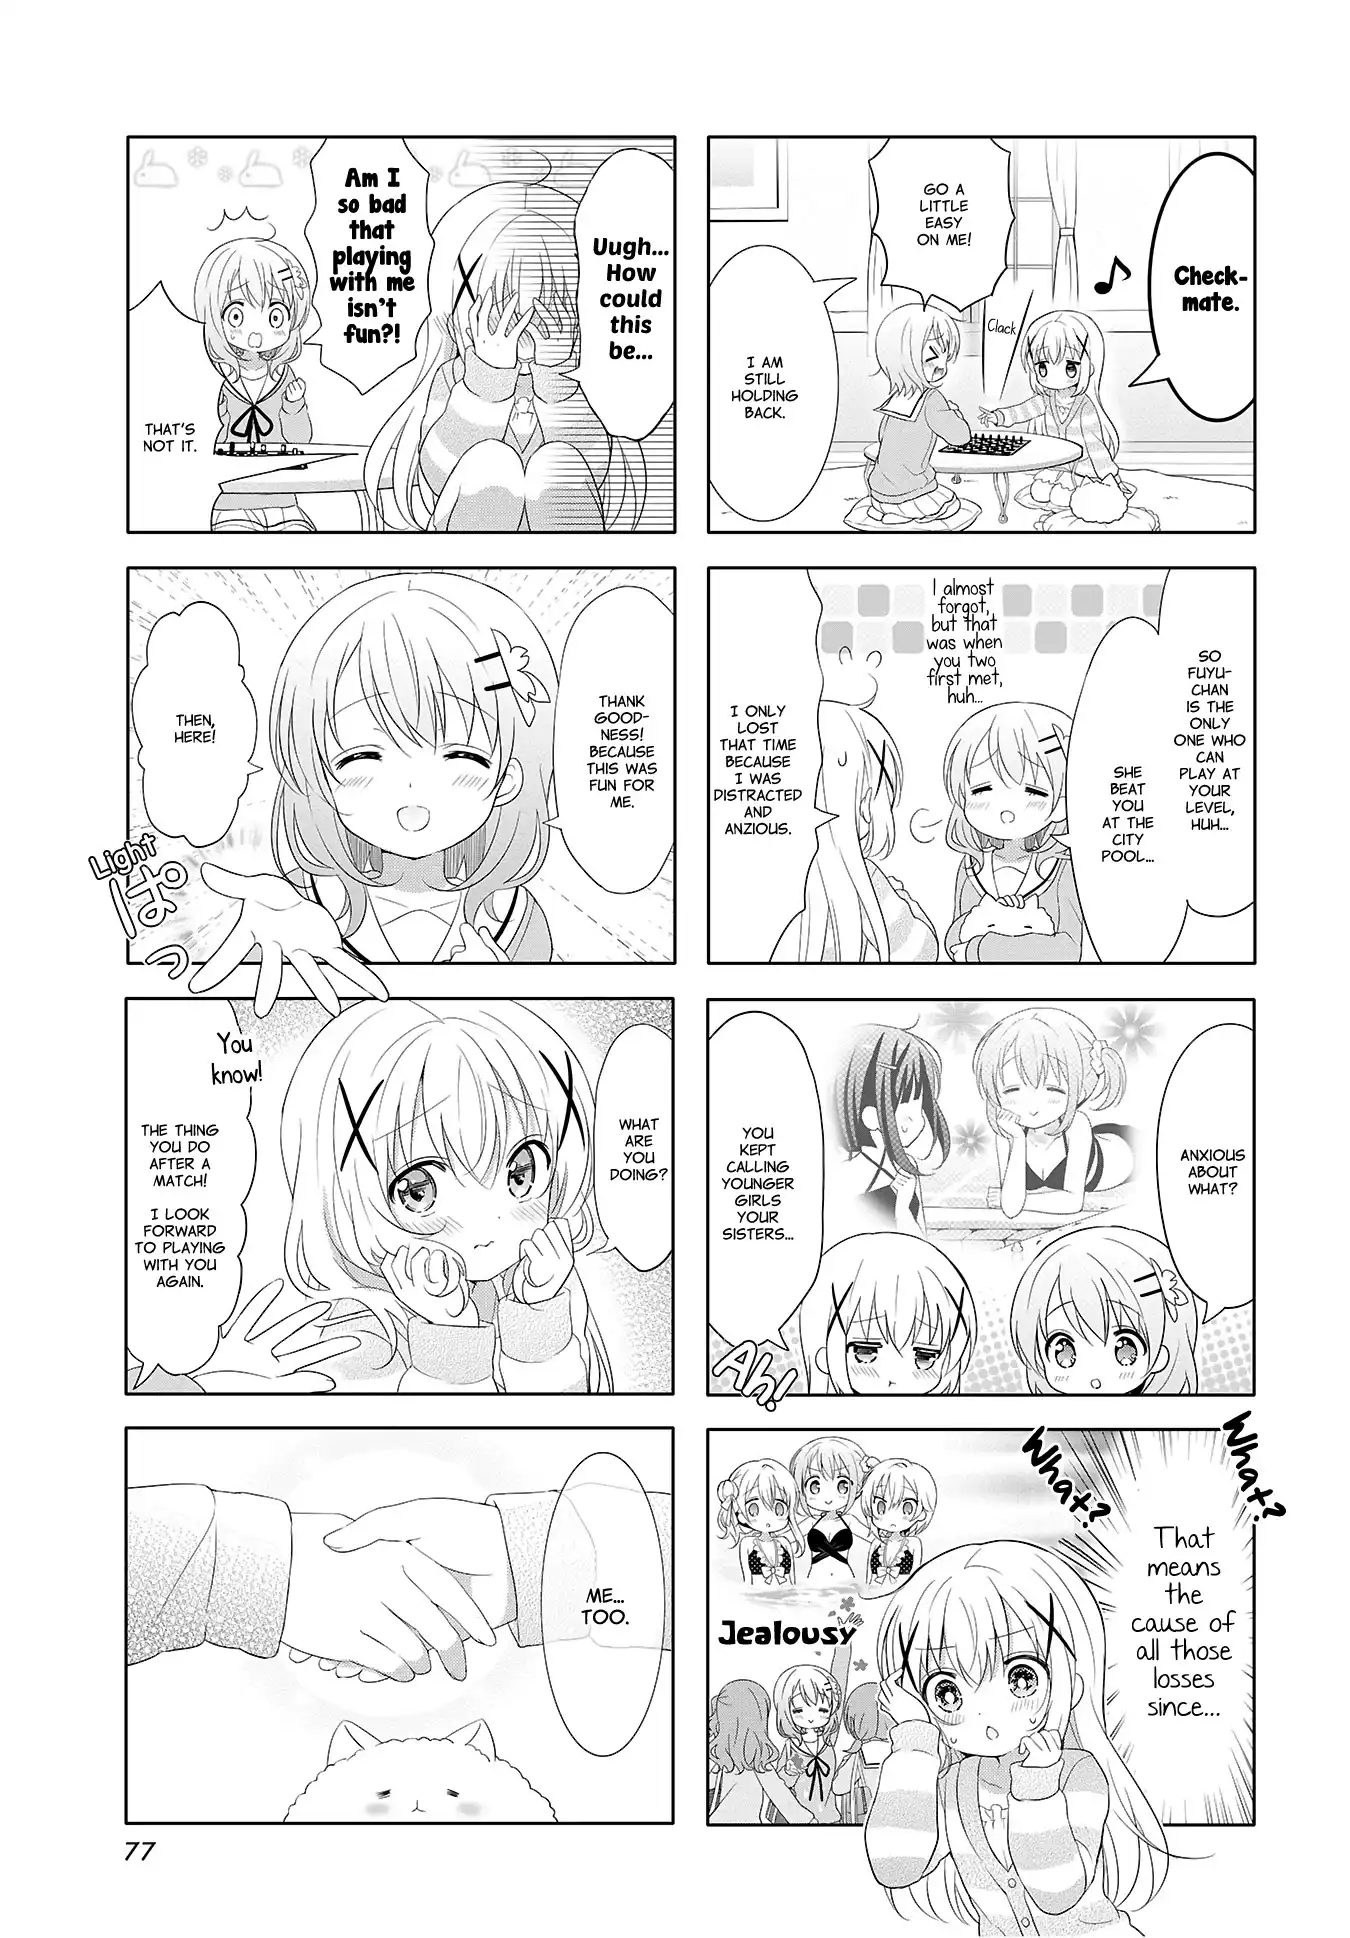 Check-
mate.
GO A
LITTLE
EASY
ON ME!
Clack
I AM
STILL
HOLDING
BACK.
SO
FUYU-
CHAN
IS THE
ONLY
ONE WHO
CAN
PLAY AT
YOUR
LEVEL,
HUH...
SHE
BEAT
YOU
AT THE
CITY
POOL...
I almost
forgot,
but that
was when
you two
first met,
huh...
I ONLY
LOST
THAT TIME
BECAUSE
I WAS
DISTRACTED
AND
ANZIOUS.
ANXIOUS
ABOUT
WHAT?
YOU
KEPT
CALLING
YOUNGER
GIRLS
YOUR
SISTERS...
Ah!
What?
What?
That
means
the
cause of
all those
losses
since...
Jealousy
Uugh...
How
could
this
be...
Am I
so bad
that
playing
with me
isn't
fun?!
THAT'S
NOT IT.
THANK
GOOD-
NESS!
BECAUSE
THIS WAS
FUN FOR
ME.
THEN,
HERE!
Light
ぱっ
WHAT
ARE
YOU
DOING?
You
know!
THE THING
YOU DO
AFTER A
MATCH!
I LOOK
FORWARD
TO PLAYING
WITH YOU
AGAIN.
ME...
TOO.
77